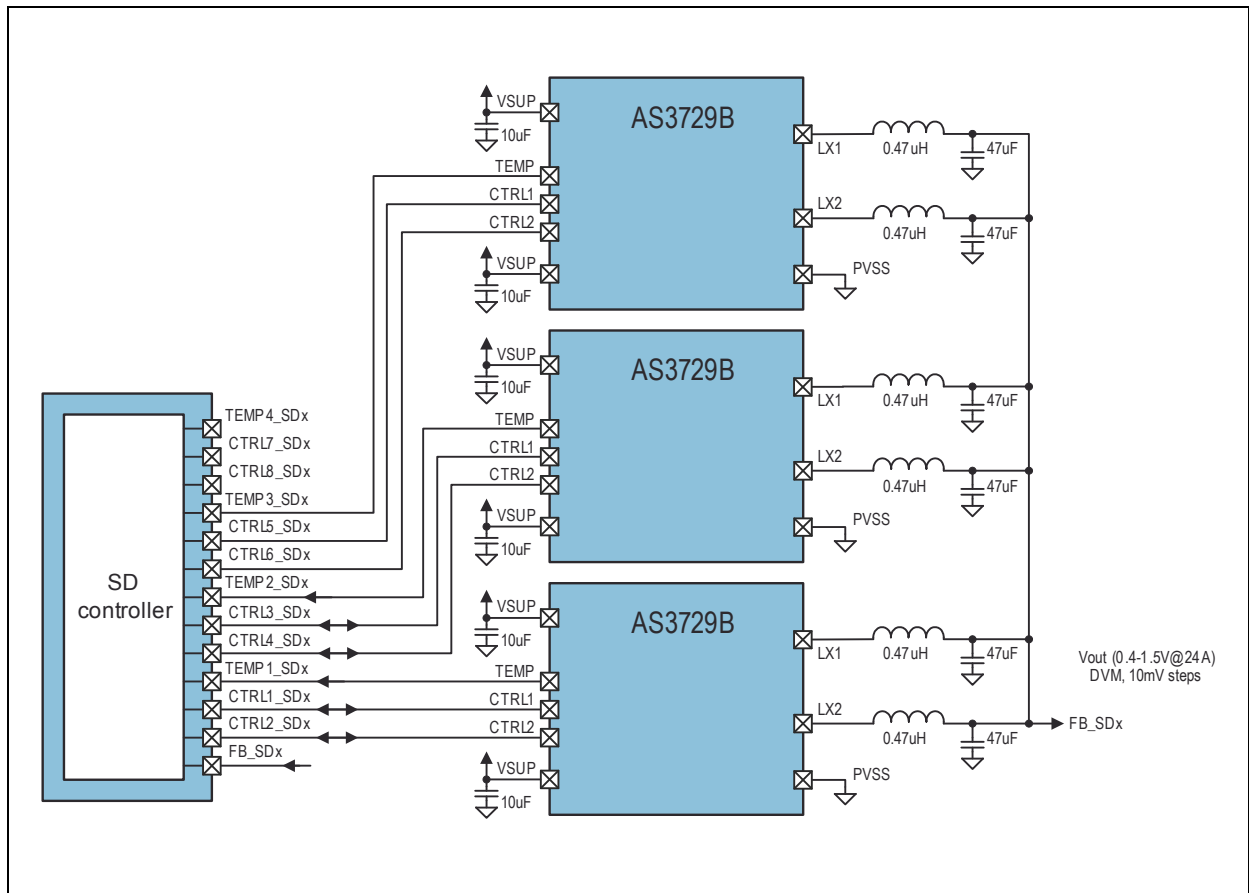 VSUP
10uF
AS3729B
LX1
0.47uH
47uF
TEMP
CTRL1
CTRL2
LX2
0.47uH
47uF
VSUP
10uF
PVSS
VSUP
10uF
AS3729B
LX1
0.47uH
47uF
TEMP
CTRL1
CTRL2
LX2
0.47uH
47uF
VSUP
10uF
PVSS
VSUP
10uF
AS3729B
LX1
0.47uH
47uF
TEMP
CTRL1
CTRL2
LX2
0.47uH
47uF
VSUP
10uF
PVSS
SD
controller
TEMP4_SDx
CTRL7_SDx
CTRL8_SDx
TEMP3_SDx
CTRL5_SDx
CTRL6_SDx
TEMP2_SDx
CTRL3_SDx
CTRL4_SDx
TEMP1_SDx
CTRL1_SDx
CTRL2_SDx
FB_SDx
Vout (0.4-1.5V@24A)
DVM, 10mV steps
FB_SDx